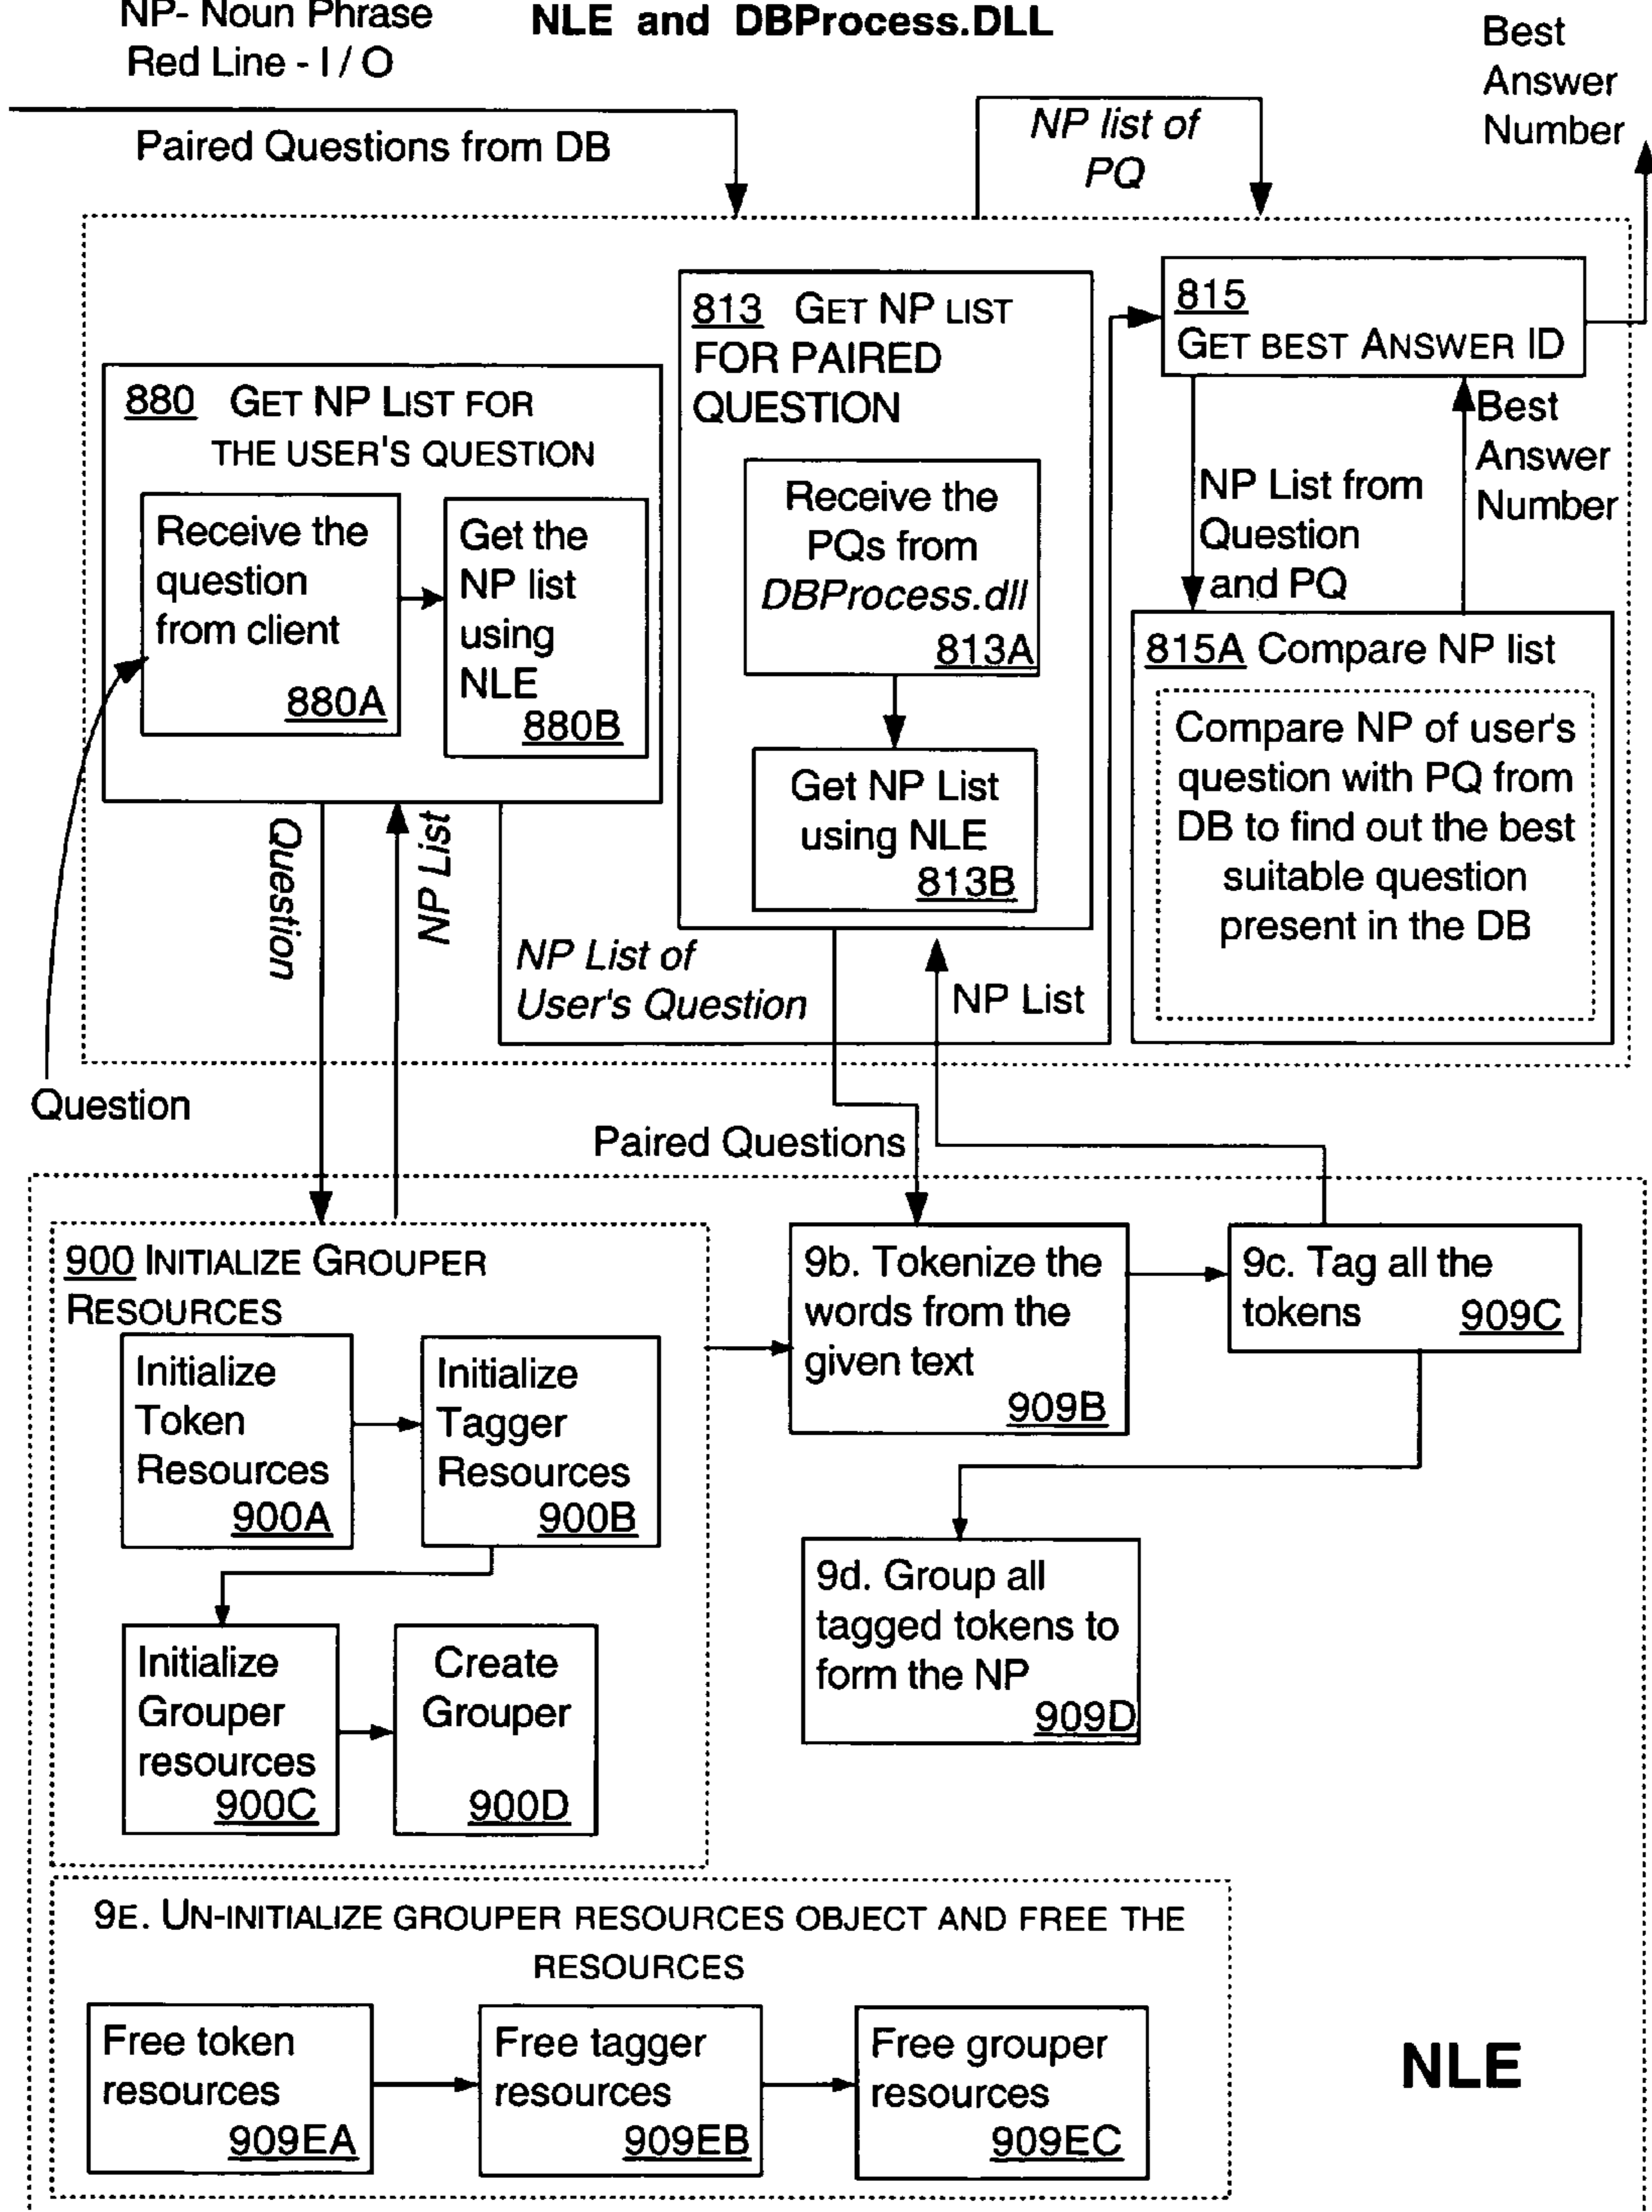 NP- Noun Phrase
Red Line - I / O
NLE and DBProcess.DLL
Best
Answer
Number
Paired Questions from DB
NP list of
PQ
880 GET NP LIST FOR
THE USER'S QUESTION
Receive the
question
from client
880A
Get the
NP list
using
NLE
880B
813 GET NP LIST
FOR PAIRED
QUESTION
Receive the
PQs from
DBProcess.dll
813A
Get NP List
using NLE
813B
815
GET BEST ANSWER ID
NP List from
Question
and PQ
Best
Answer
Number
815A Compare NP list
Compare NP of user's
question with PQ from
DB to find out the best
suitable question
present in the DB
Question
NP List
NP List of
User's Question
NP List
Question
Paired Questions
900 INITIALIZE GROUPER
RESOURCES
Initialize
Token
Resources
900A
Initialize
Tagger
Resources
900B
Initialize
Grouper
resources
900C
Create
Grouper
900D
9b. Tokenize the
words from the
given text
909B
9c. Tag all the
tokens 909C
9d. Group all
tagged tokens to
form the NP
909D
9E. UN-INITIALIZE GROUPER RESOURCES OBJECT AND FREE THE
RESOURCES
Free token
resources
909EA
Free tagger
resources
909EB
Free grouper
resources
909EC
NLE